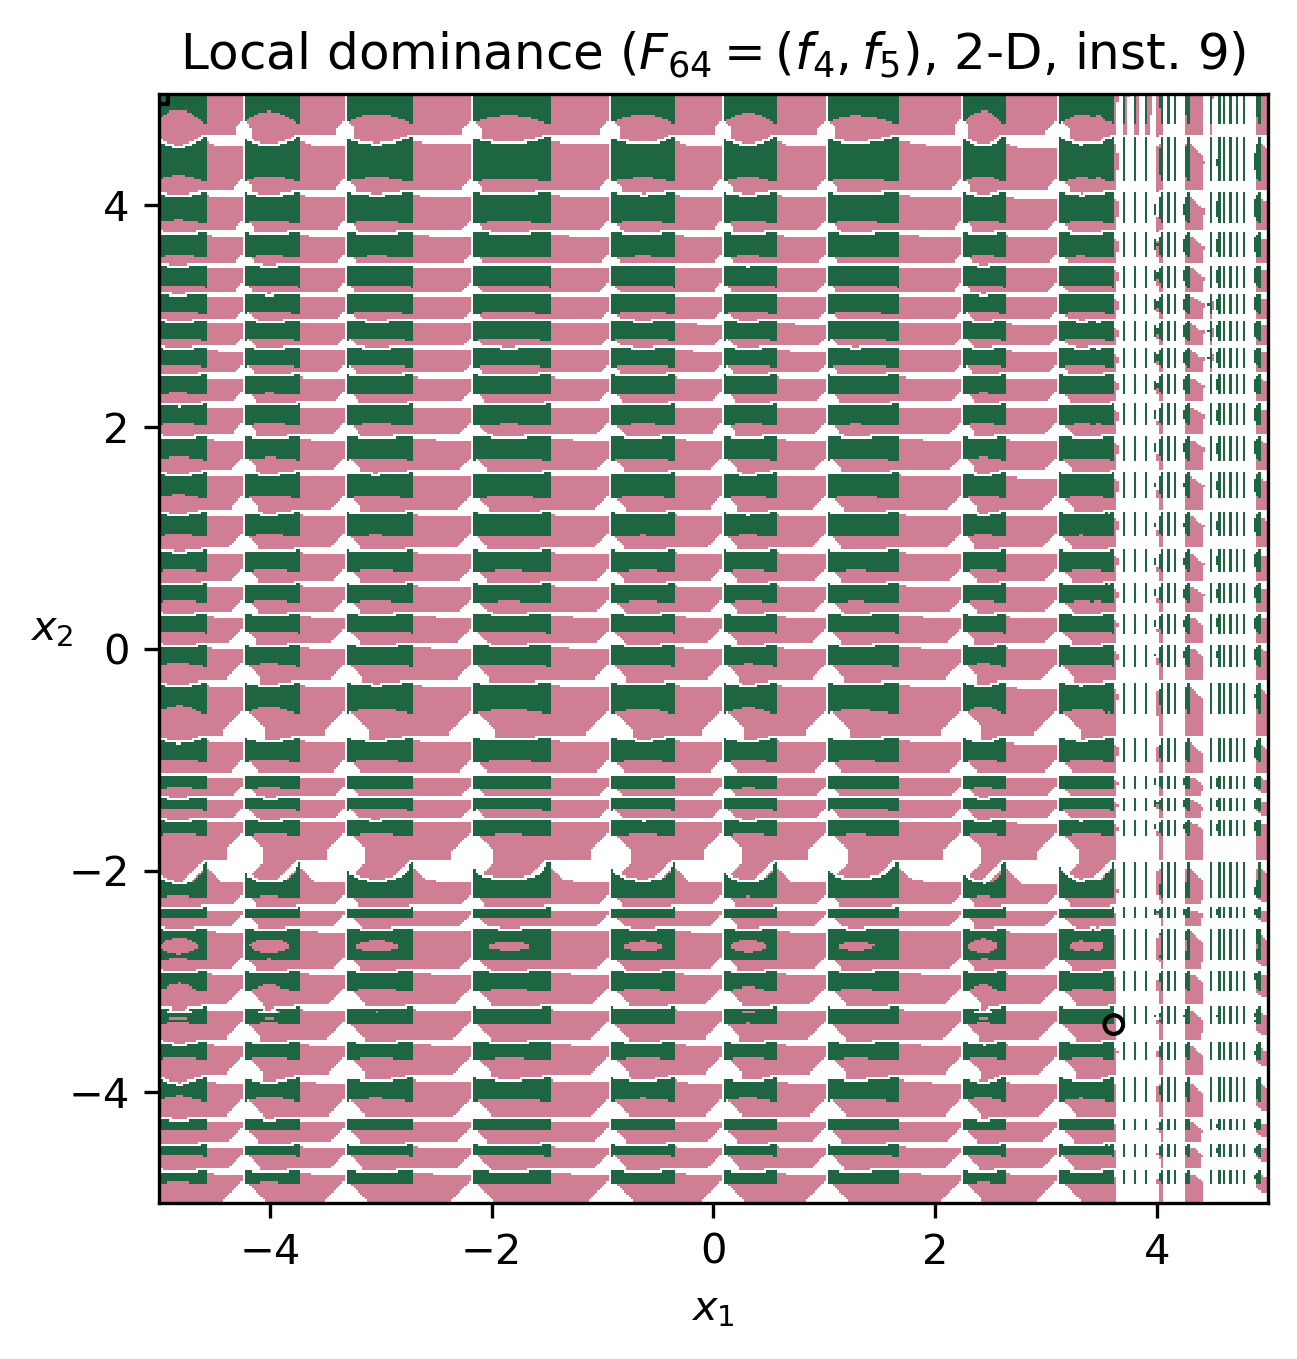 Local dominance (F₆₄ = (f₄, f₅), 2-D, inst. 9)
4
2
x₂
0
−2
−4
−4 −2 0 2 4
x₁